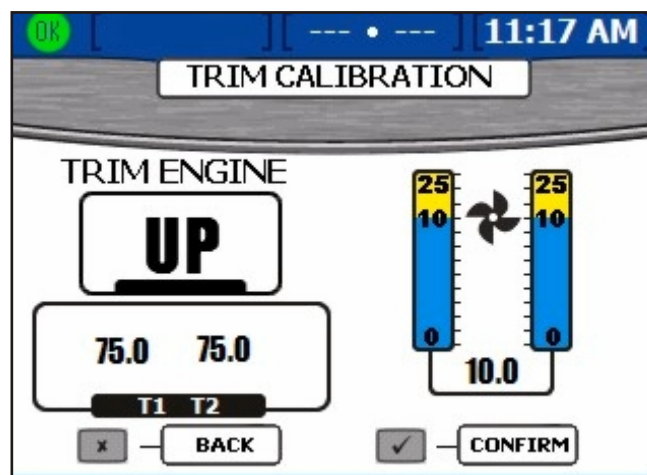 OK --- • --- 11:17 AM
TRIM CALIBRATION
TRIM ENGINE
UP
75.0 75.0
T1 T2
25 25
10 10
0 0
10.0
x BACK ✓ CONFIRM